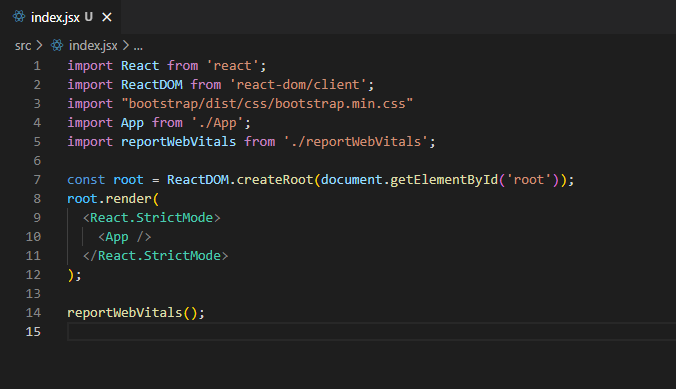 index.jsx U ×
src > index.jsx > ...
1 import React from 'react';
2 import ReactDOM from 'react-dom/client';
3 import "bootstrap/dist/css/bootstrap.min.css"
4 import App from './App';
5 import reportWebVitals from './reportWebVitals';
6
7 const root = ReactDOM.createRoot(document.getElementById('root'));
8 root.render(
9   <React.StrictMode>
10     <App />
11   </React.StrictMode>
12 );
13
14 reportWebVitals();
15